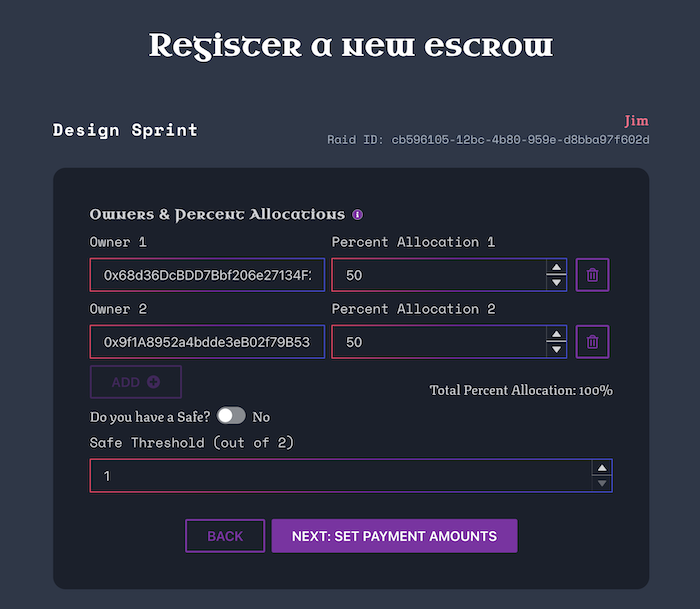 Register a new escrow
Design Sprint
Jim
Raid ID: cb596105-12bc-4b80-959e-d8bba97f602d
Owners & Percent Allocations i
Owner 1 Percent Allocation 1
0x68d36DcBDD7Bbf206e27134F: 50
Owner 2 Percent Allocation 2
0x9f1A8952a4bdde3eB02f79B53 50
ADD
Total Percent Allocation: 100%
Do you have a Safe? No
Safe Threshold (out of 2)
1
BACK NEXT: SET PAYMENT AMOUNTS